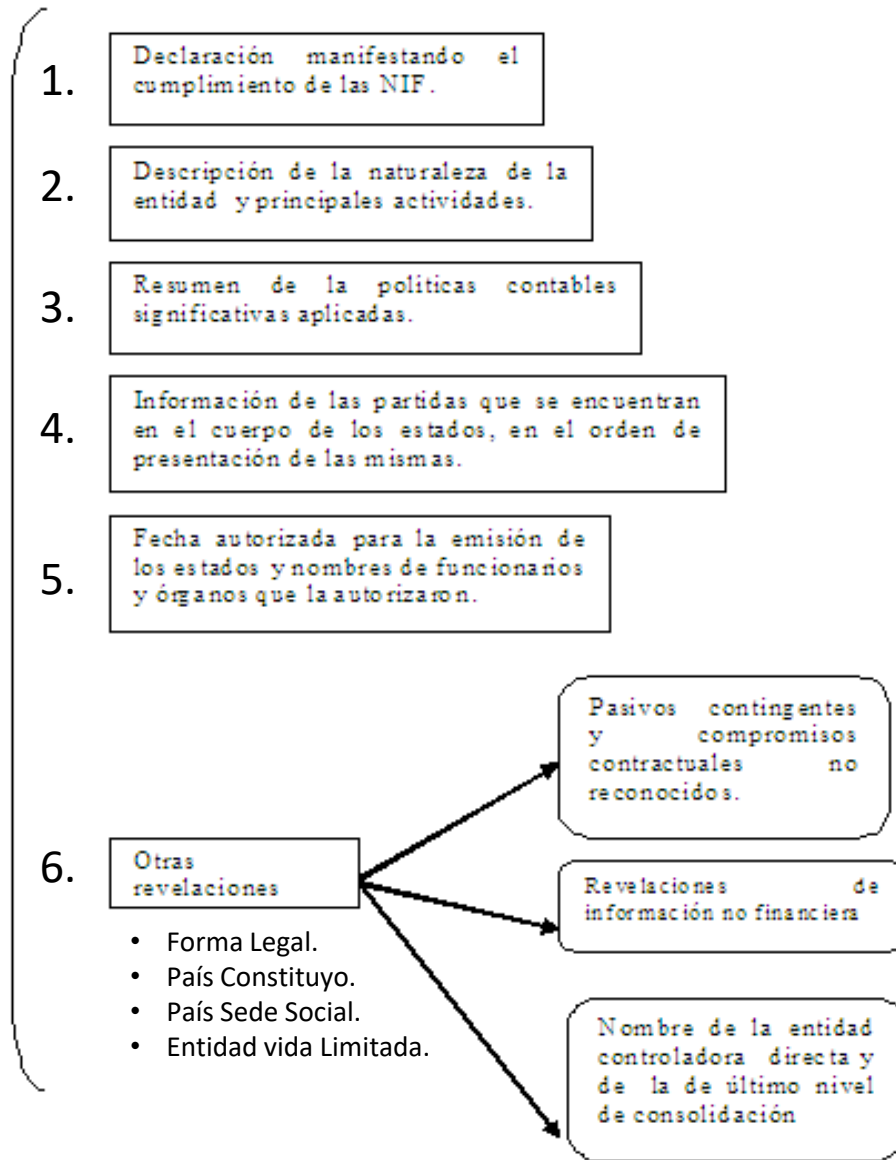 1.
Declaración manifestando el
cumplimiento de las NIF.
2.
Descripción de la naturaleza de la
entidad y principales actividades.
3.
Resumen de la politicas contables
significativas aplicadas.
4.
Información de las partidas que se encuentran
en el cuerpo de los estados, en el orden de
presentación de las mismas.
5.
Fecha autorizada para la emisión de
los estados y nombres de funcionarios
y órganos que la autorizaron.
6.
Otras
revelaciones
• Forma Legal.
• País Constituyo.
• País Sede Social.
• Entidad vida Limitada.
Pasivos contingentes
y compromisos
contractuales no
reconocidos.
Revelaciones de
información no financiera
Nombre de la entidad
controladora directa y
de la de último nivel
de consolidación